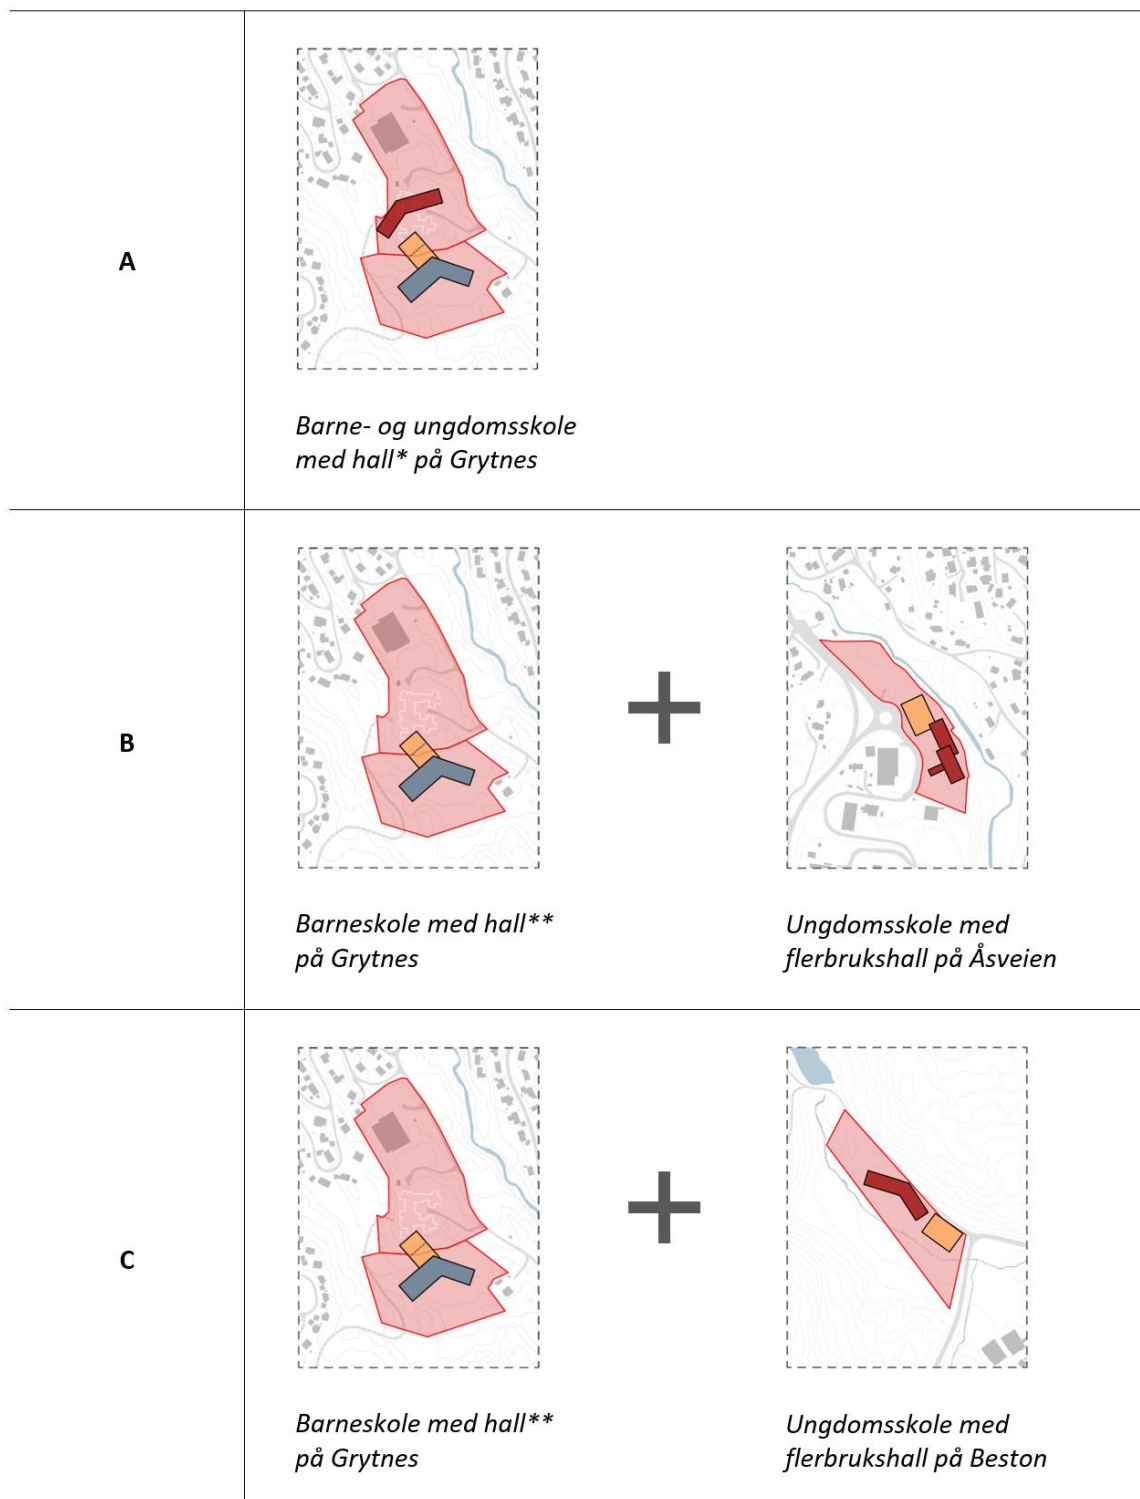 A
Barne- og ungdomsskole
med hall* på Grytnes
B
Barneskole med hall**
på Grytnes
Ungdomsskole med
flerbrukshall på Åsveien
C
Barneskole med hall**
på Grytnes
Ungdomsskole med
flerbrukshall på Beston